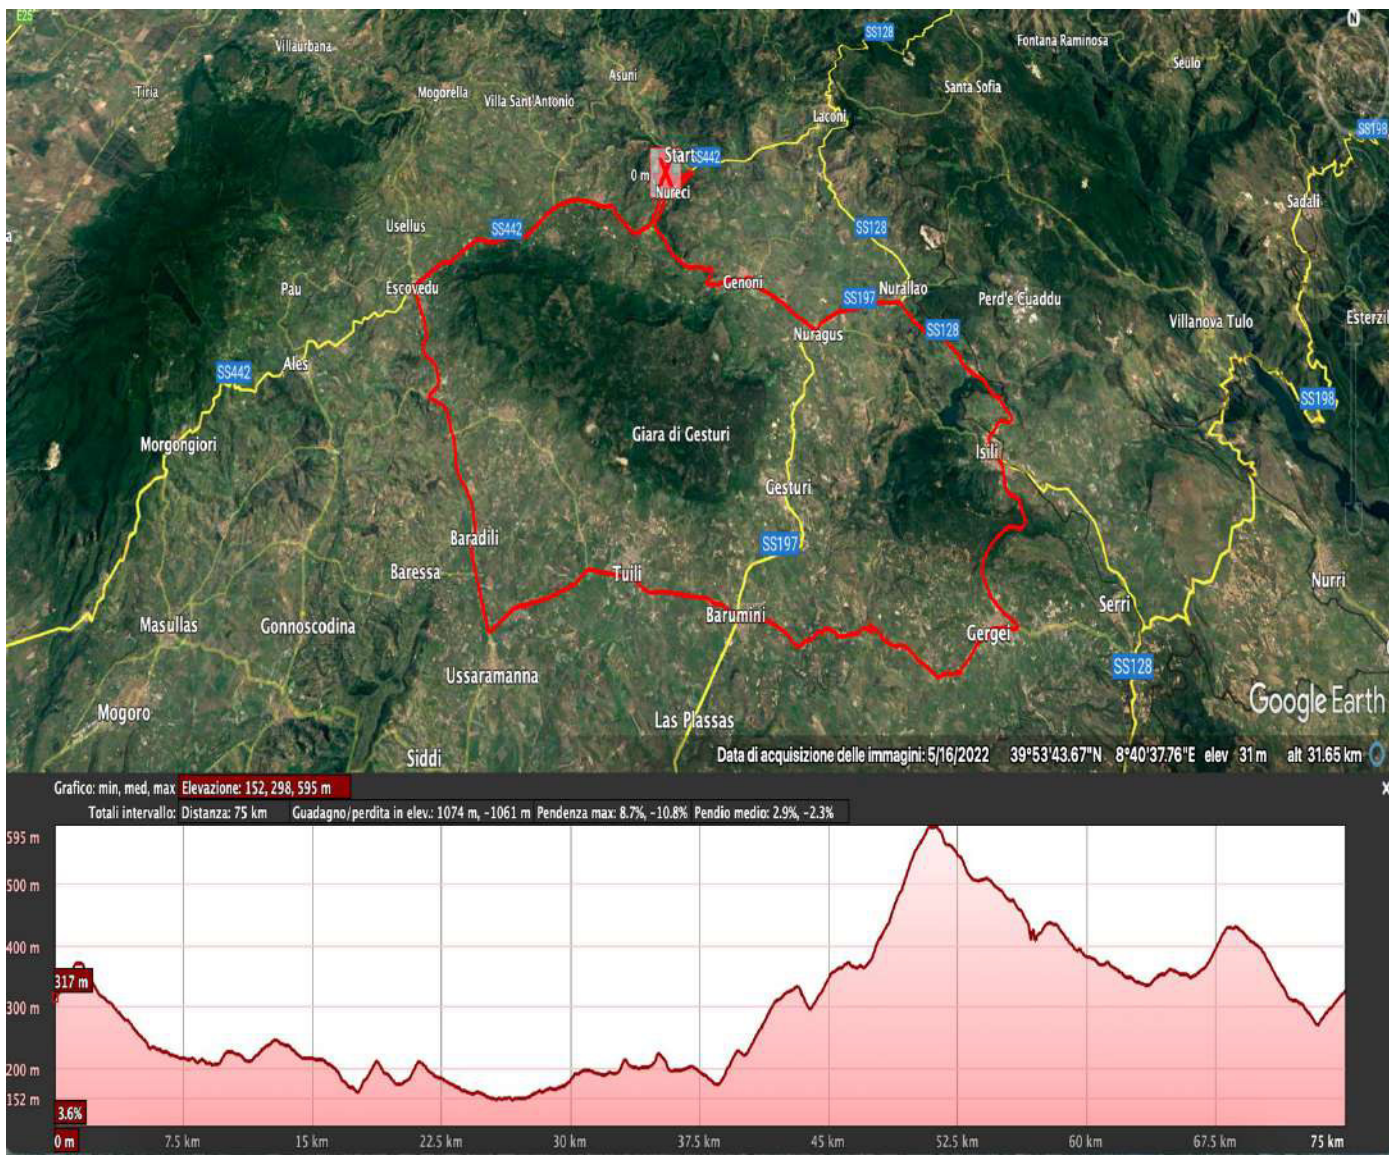 E25
SS128
Villaurbana
Fontana Raminosa
N
Seulo
Asuni
Tiria
Mogorella
Villa Sant'Antonio
Santa Sofia
Laconi
SS198
Start
SS442
0 m
Nureci
Sadali
a
Usellus
SS442
SS128
Pau
Escovedu
Genoni
SS197
Nurallao
Perd'e Cuaddu
Villanova Tulo
Nuragus
SS128
Ales
SS442
SS198
Giara di Gesturi
Morgongiori
Isili
Gesturi
Baradili
SS197
Baressa
Tuili
Nurri
Serri
Barumini
Masullas
Gonnoscodina
Gergei
SS128
Ussaramanna
Google Earth
Mogoro
Las Plassas
Siddi
Data di acquisizione delle immagini: 5/16/2022 39°53'43.67"N 8°40'37.76"E elev 31 m alt 31.65 km
Grafico: min, med, max Elevazione: 152, 298, 595 m
x
Totali intervallo: Distanza: 75 km Guadagno/perdita in elev.: 1074 m, -1061 m Pendenza max: 8.7%, -10.8% Pendio medio: 2.9%, -2.3%
595 m
500 m
400 m
317 m
300 m
200 m
152 m
3.6%
0 m 7.5 km 15 km 22.5 km 30 km 37.5 km 45 km 52.5 km 60 km 67.5 km 75 km